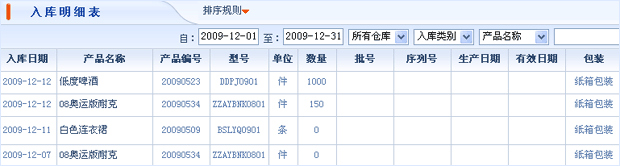 入库明细表 排序规则
自： 2009-12-01 至： 2009-12-31 所有仓库 入库类别 产品名称
入库日期 产品名称 产品编号 型号 单位 数量 批号 序列号 生产日期 有效日期 包装
2009-12-12 低度啤酒 20090523 DDPJ0901 件 1000 纸箱包装
2009-12-12 08奥运版耐克 20090534 ZZAYBNK0801 件 150 纸箱包装
2009-12-11 白色连衣裙 20090509 BSLYQ0901 条 0 纸箱包装
2009-12-07 08奥运版耐克 20090534 ZZAYBNK0801 件 0 纸箱包装